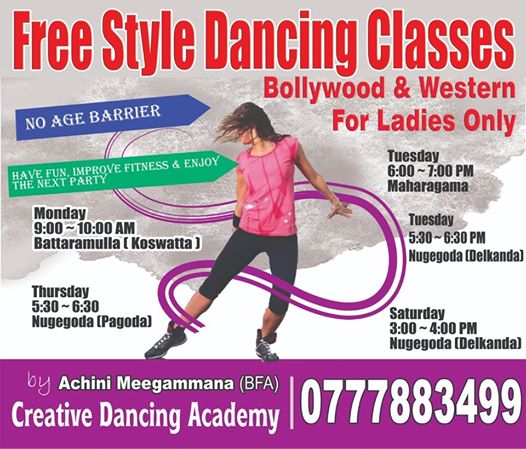 Free Style Dancing Classes
Bollywood & Western
For Ladies Only
NO AGE BARRIER
HAVE FUN, IMPROVE FITNESS & ENJOY
THE NEXT PARTY
Monday
9:00 ~ 10:00 AM
Battaramulla ( Koswatta )
Thursday
5:30 ~ 6:30
Nugegoda (Pagoda)
Tuesday
6:00 ~ 7:00 PM
Maharagama
Tuesday
5:30 ~ 6:30 PM
Nugegoda (Delkanda)
Saturday
3:00 ~ 4:00 PM
Nugegoda (Delkanda)
by Achini Meegammana (BFA)
Creative Dancing Academy
0777883499